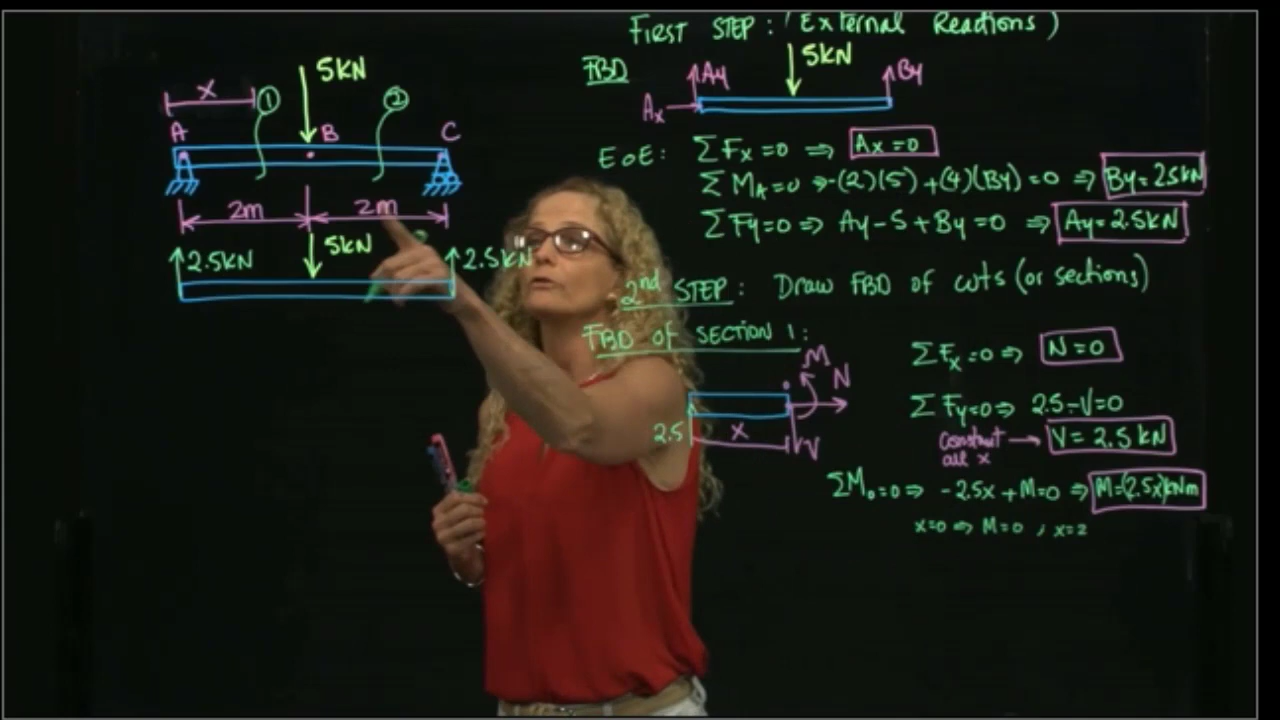 FIRST STEP: (External Reactions)
FBD
Ay
5KN
By
Ax
5KN
x
1
2
A
B
C
2m
2m
2.5KN
5KN
2.5KN
EoE: ΣFx=0 ⇒ Ax=0
ΣMA=0 ⇒ -(2)(5)+(4)(By)=0 ⇒ By=2.5KN
ΣFy=0 ⇒ Ay-5+By=0 ⇒ Ay=2.5KN
2nd STEP: Draw FBD of cuts (or sections)
FBD of SECTION 1:
M
N
2.5
x
V
ΣFx=0 ⇒ N=0
ΣFy=0 ⇒ 2.5-V=0
Constant all x → V=2.5KN
ΣMo=0 ⇒ -2.5x+M=0 ⇒ M=(2.5x)kNm
x=0 ⇒ M=0, x=2